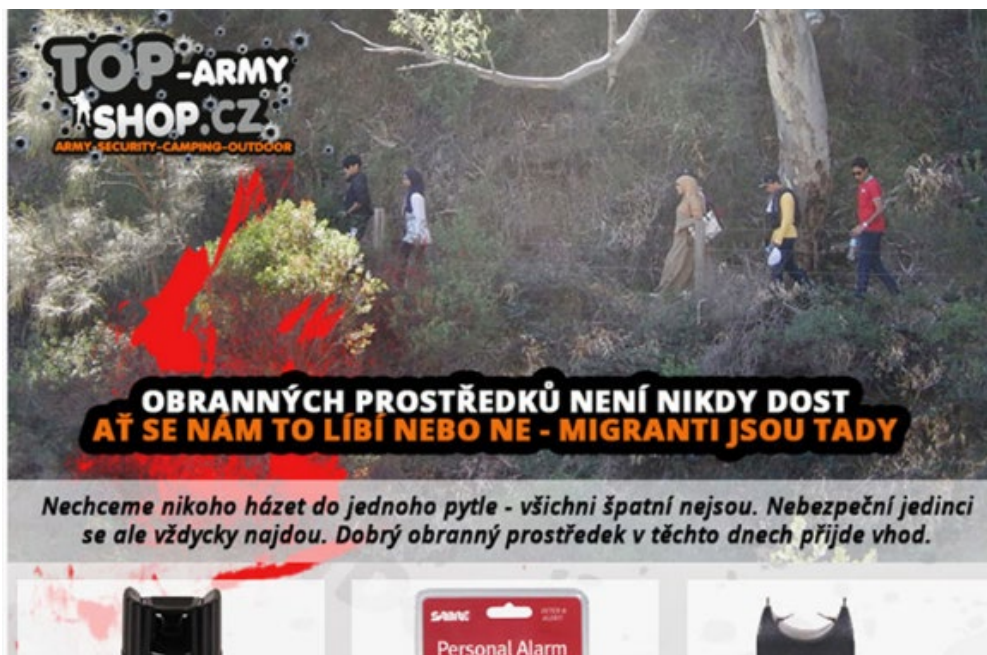 TOP-ARMY
SHOP.CZ
ARMY-SECURITY-CAMPING-OUTDOOR
OBRANNÝCH PROSTŘEDKŮ NENÍ NIKDY DOST
AŤ SE NÁM TO LÍBÍ NEBO NE - MIGRANTI JSOU TADY
Nechceme nikoho házet do jednoho pytle - všichni špatní nejsou. Nebezpeční jedinci
se ale vždycky najdou. Dobrý obranný prostředek v těchto dnech přijde vhod.
SABRE
Personal Alarm